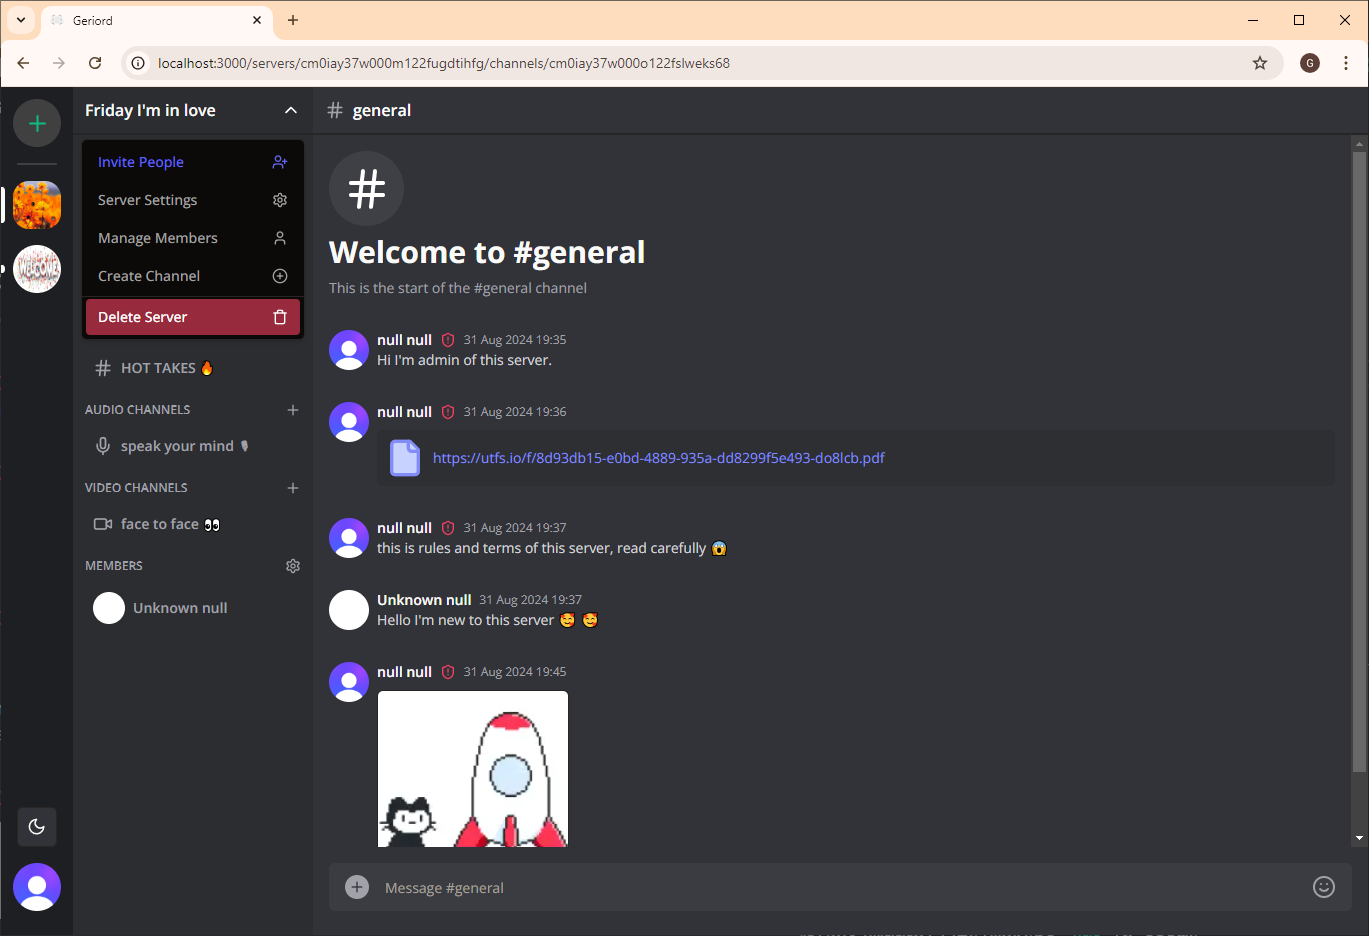 Geriord
localhost:3000/servers/cm0iay37w000m122fugdtihfg/channels/cm0iay37w000o122fslweks68
G
Friday I'm in love
# general
Invite People
Server Settings
Manage Members
Create Channel
Delete Server
# HOT TAKES 🔥
AUDIO CHANNELS
speak your mind 🎙
VIDEO CHANNELS
face to face 👀
MEMBERS
Unknown null
WELCOME
#
Welcome to #general
This is the start of the #general channel
null null 31 Aug 2024 19:35
Hi I'm admin of this server.
null null 31 Aug 2024 19:36
https://utfs.io/f/8d93db15-e0bd-4889-935a-dd8299f5e493-do8lcb.pdf
null null 31 Aug 2024 19:37
this is rules and terms of this server, read carefully 😱
Unknown null 31 Aug 2024 19:37
Hello I'm new to this server 🥰 🥰
null null 31 Aug 2024 19:45
Message #general